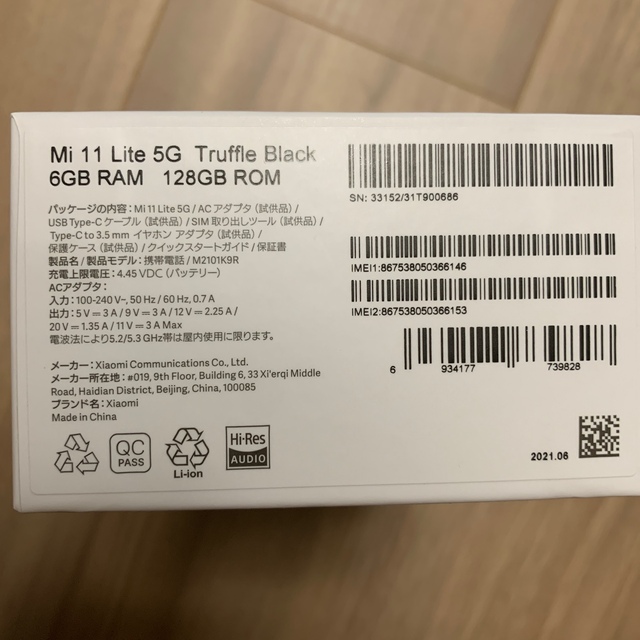 Mi 11 Lite 5G Truffle Black
6GB RAM 128GB ROM
パッケージの内容：Mi 11 Lite 5G / ACアダプタ（試供品）/
USB Type-Cケーブル（試供品）/ SIM取り出しツール（試供品）/
Type-C to 3.5 mm イヤホン アダプタ（試供品）/
保護ケース（試供品）/ クイックスタートガイド / 保証書
製品名 / 製品モデル：携帯電話 / M2101K9R
充電上限電圧：4.45 VDC（バッテリー）
ACアダプタ：
入力：100-240 V~, 50 Hz / 60 Hz, 0.7 A
出力：5 V = 3 A / 9 V = 3 A / 12 V = 2.25 A /
20 V = 1.35 A / 11 V = 3 A Max
電波法により5.2/5.3 GHz帯は屋内使用に限ります。
メーカー：Xiaomi Communications Co., Ltd.
メーカー所在地：#019, 9th Floor, Building 6, 33 Xi'erqi Middle
Road, Haidian District, Beijing, China, 100085
ブランド名：Xiaomi
Made in China
QC
PASS
Li-ion
Hi-Res
AUDIO
SN: 33152/31T900686
IMEI1:867538050366146
IMEI2:867538050366153
6 934177 739828
2021.06